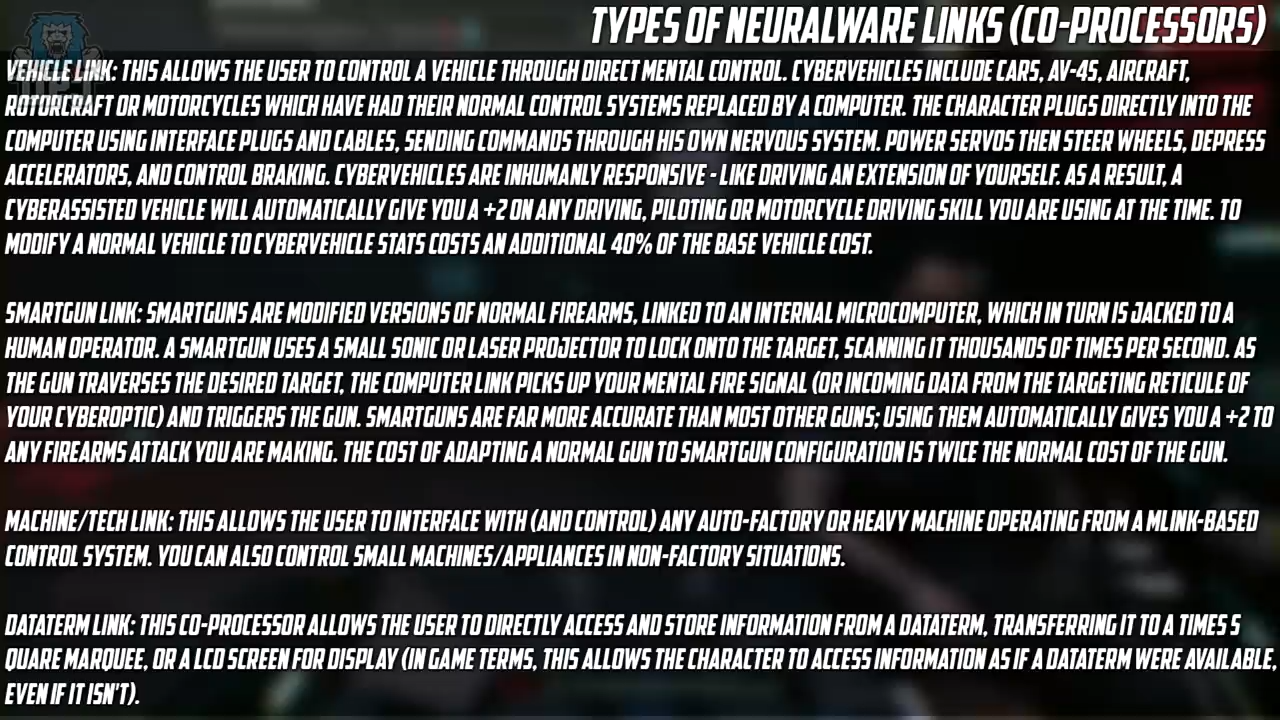 TYPES OF NEURALWARE LINKS (CO-PROCESSORS)
VEHICLE LINK: THIS ALLOWS THE USER TO CONTROL A VEHICLE THROUGH DIRECT MENTAL CONTROL. CYBERVEHICLES INCLUDE CARS, AV-4S, AIRCRAFT,
ROTORCRAFT OR MOTORCYCLES WHICH HAVE HAD THEIR NORMAL CONTROL SYSTEMS REPLACED BY A COMPUTER. THE CHARACTER PLUGS DIRECTLY INTO THE
COMPUTER USING INTERFACE PLUGS AND CABLES, SENDING COMMANDS THROUGH HIS OWN NERVOUS SYSTEM. POWER SERVOS THEN STEER WHEELS, DEPRESS
ACCELERATORS, AND CONTROL BRAKING. CYBERVEHICLES ARE INHUMANLY RESPONSIVE - LIKE DRIVING AN EXTENSION OF YOURSELF. AS A RESULT, A
CYBERASSISTED VEHICLE WILL AUTOMATICALLY GIVE YOU A +2 ON ANY DRIVING, PILOTING OR MOTORCYCLE DRIVING SKILL YOU ARE USING AT THE TIME. TO
MODIFY A NORMAL VEHICLE TO CYBERVEHICLE STATS COSTS AN ADDITIONAL 40% OF THE BASE VEHICLE COST.
SMARTGUN LINK: SMARTGUNS ARE MODIFIED VERSIONS OF NORMAL FIREARMS, LINKED TO AN INTERNAL MICROCOMPUTER, WHICH IN TURN IS JACKED TO A
HUMAN OPERATOR. A SMARTGUN USES A SMALL SONIC OR LASER PROJECTOR TO LOCK ONTO THE TARGET, SCANNING IT THOUSANDS OF TIMES PER SECOND. AS
THE GUN TRAVERSES THE DESIRED TARGET, THE COMPUTER LINK PICKS UP YOUR MENTAL FIRE SIGNAL (OR INCOMING DATA FROM THE TARGETING RETICULE OF
YOUR CYBEROPTIC) AND TRIGGERS THE GUN. SMARTGUNS ARE FAR MORE ACCURATE THAN MOST OTHER GUNS; USING THEM AUTOMATICALLY GIVES YOU A +2 TO
ANY FIREARMS ATTACK YOU ARE MAKING. THE COST OF ADAPTING A NORMAL GUN TO SMARTGUN CONFIGURATION IS TWICE THE NORMAL COST OF THE GUN.
MACHINE/TECH LINK: THIS ALLOWS THE USER TO INTERFACE WITH (AND CONTROL) ANY AUTO-FACTORY OR HEAVY MACHINE OPERATING FROM A MLINK-BASED
CONTROL SYSTEM. YOU CAN ALSO CONTROL SMALL MACHINES/APPLIANCES IN NON-FACTORY SITUATIONS.
DATATERM LINK: THIS CO-PROCESSOR ALLOWS THE USER TO DIRECTLY ACCESS AND STORE INFORMATION FROM A DATATERM, TRANSFERRING IT TO A TIMES S
QUARE MARQUEE, OR A LCD SCREEN FOR DISPLAY (IN GAME TERMS, THIS ALLOWS THE CHARACTER TO ACCESS INFORMATION AS IF A DATATERM WERE AVAILABLE,
EVEN IF IT ISN'T).